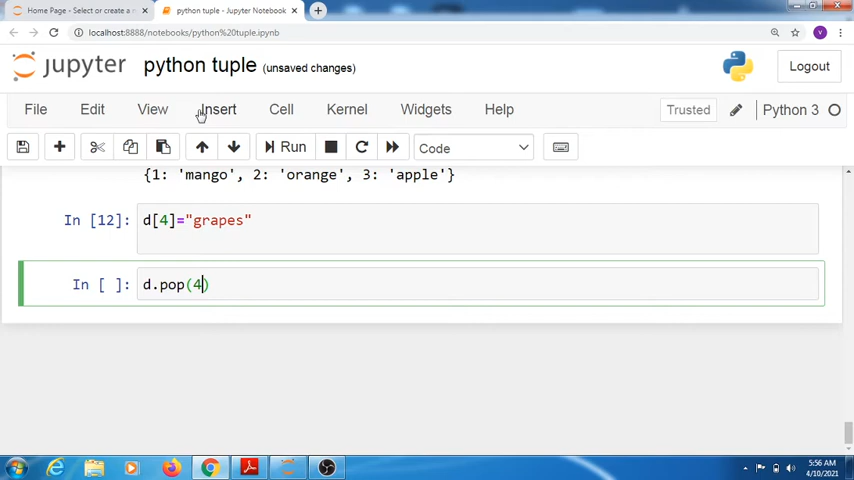 Home Page - Select or create a n
python tuple - Jupyter Notebook
localhost:8888/notebooks/python%20tuple.ipynb
jupyter python tuple (unsaved changes)
Logout
File Edit View Insert Cell Kernel Widgets Help
Trusted
Python 3
Run
Code
{1: 'mango', 2: 'orange', 3: 'apple'}
In [12]: d[4]="grapes"
In [ ]: d.pop(4)
5:56 AM
4/10/2021